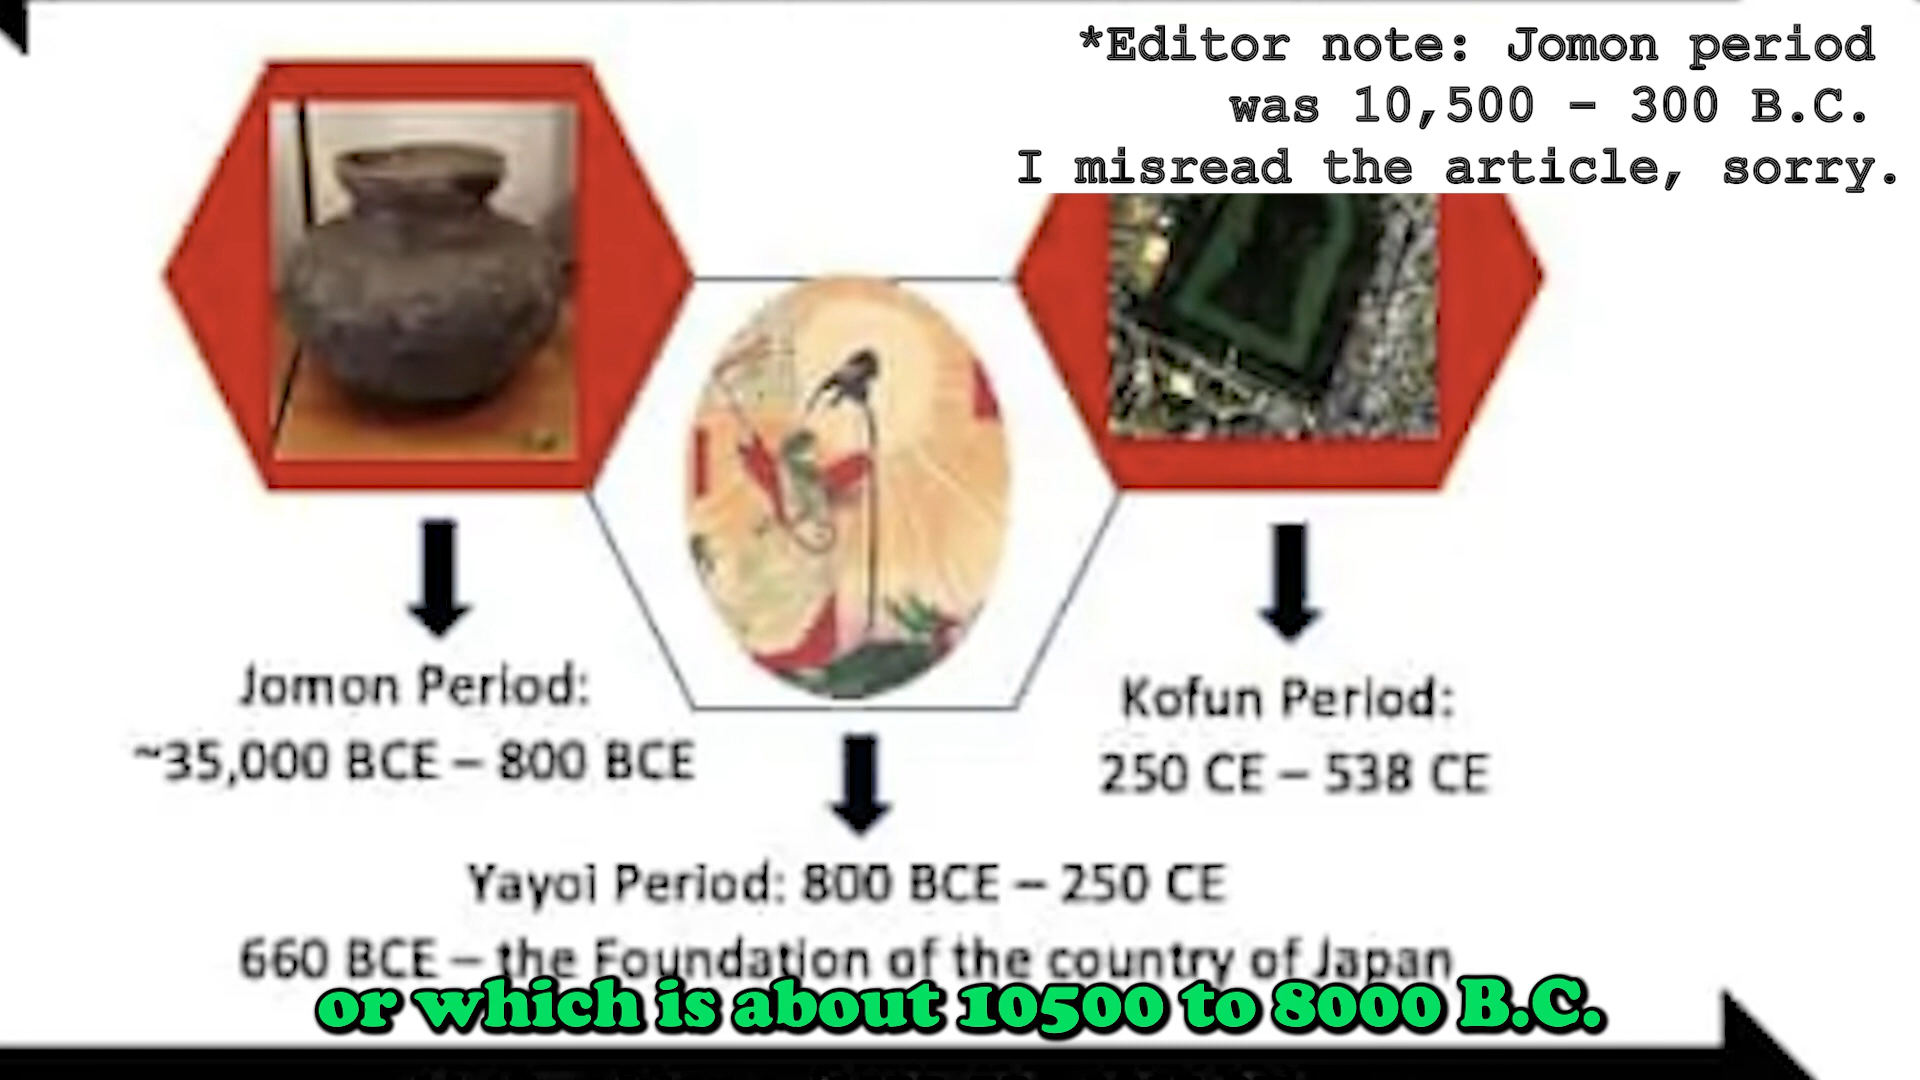 *Editor note: Jomon period
was 10,500 - 300 B.C.
I misread the article, sorry.
Jomon Period:
~35,000 BCE – 800 BCE
Kofun Period:
250 CE – 538 CE
Yayoi Period: 800 BCE – 250 CE
660 BCE – the Foundation of the country of Japan
or which is about 10500 to 8000 B.C.